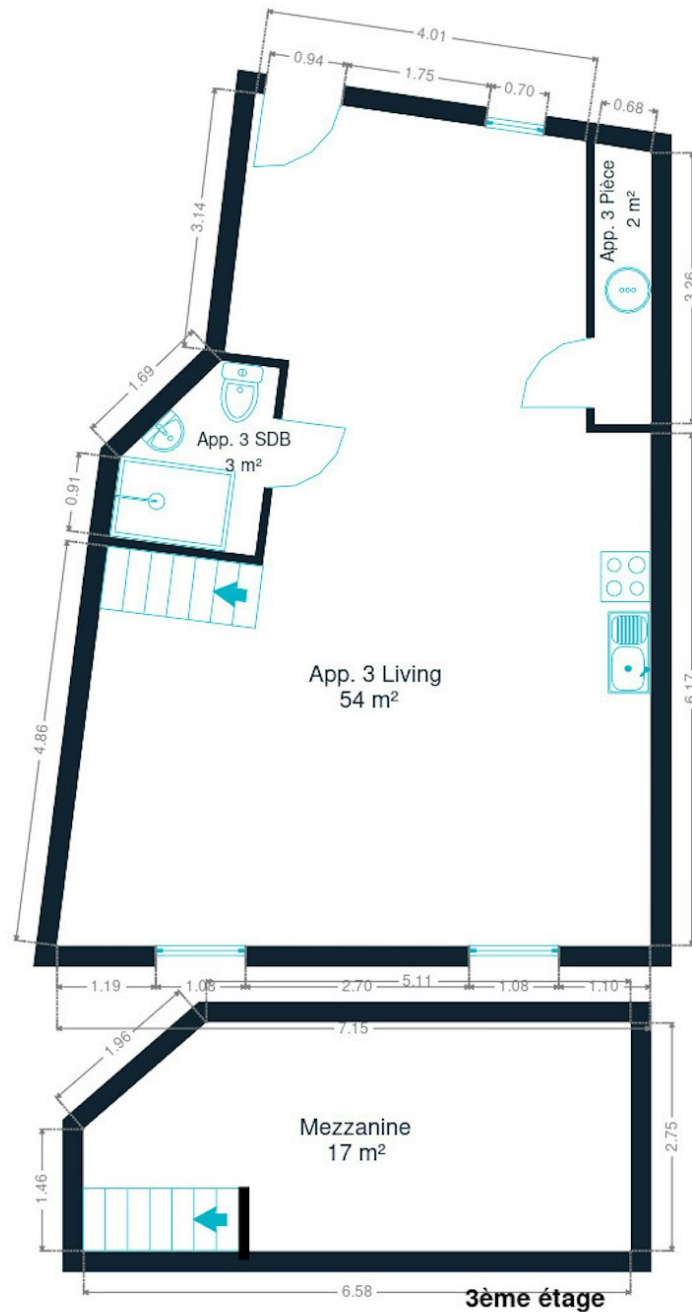 4.01
0.94
1.75
0.70
0.68
3.14
App. 3 Pièce
2 m²
3.26
1.69
App. 3 SDB
3 m²
0.91
App. 3 Living
54 m²
4.86
6.17
1.19
1.08
2.70
5.11
1.08
1.10
7.15
1.96
Mezzanine
17 m²
2.75
1.46
6.58
3ème étage